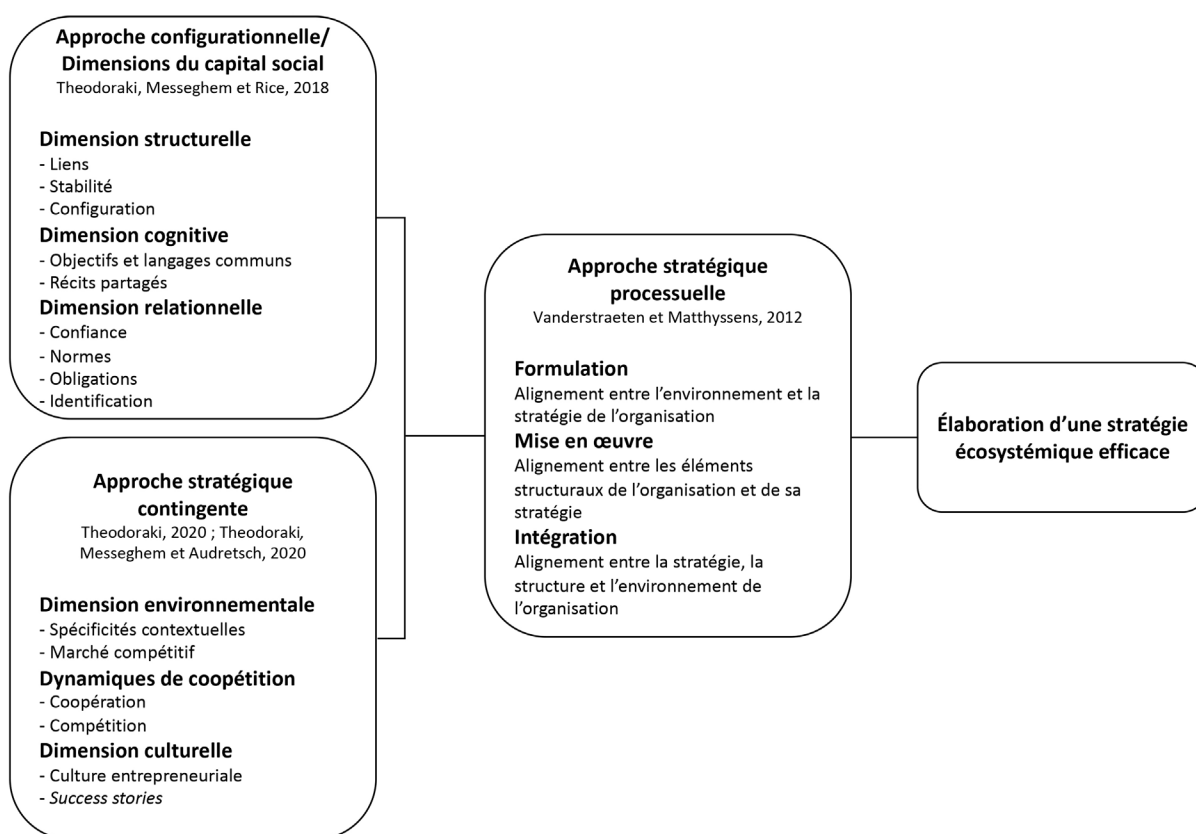 Approche configurationnelle/
Dimensions du capital social
Theodoraki, Messeghem et Rice, 2018
Dimension structurelle
- Liens
- Stabilité
- Configuration
Dimension cognitive
- Objectifs et langages communs
- Récits partagés
Dimension relationnelle
- Confiance
- Normes
- Obligations
- Identification
Approche stratégique
contingente
Theodoraki, 2020 ; Theodoraki,
Messeghem et Audretsch, 2020
Dimension environnementale
- Spécificités contextuelles
- Marché compétitif
Dynamiques de coopétition
- Coopération
- Compétition
Dimension culturelle
- Culture entrepreneuriale
- Success stories
Approche stratégique
processuelle
Vanderstraeten et Matthyssens, 2012
Formulation
Alignement entre l’environnement et la
stratégie de l’organisation
Mise en œuvre
Alignement entre les éléments
structuraux de l’organisation et de sa
stratégie
Intégration
Alignement entre la stratégie, la
structure et l’environnement de
l’organisation
Élaboration d’une stratégie
écosystémique efficace